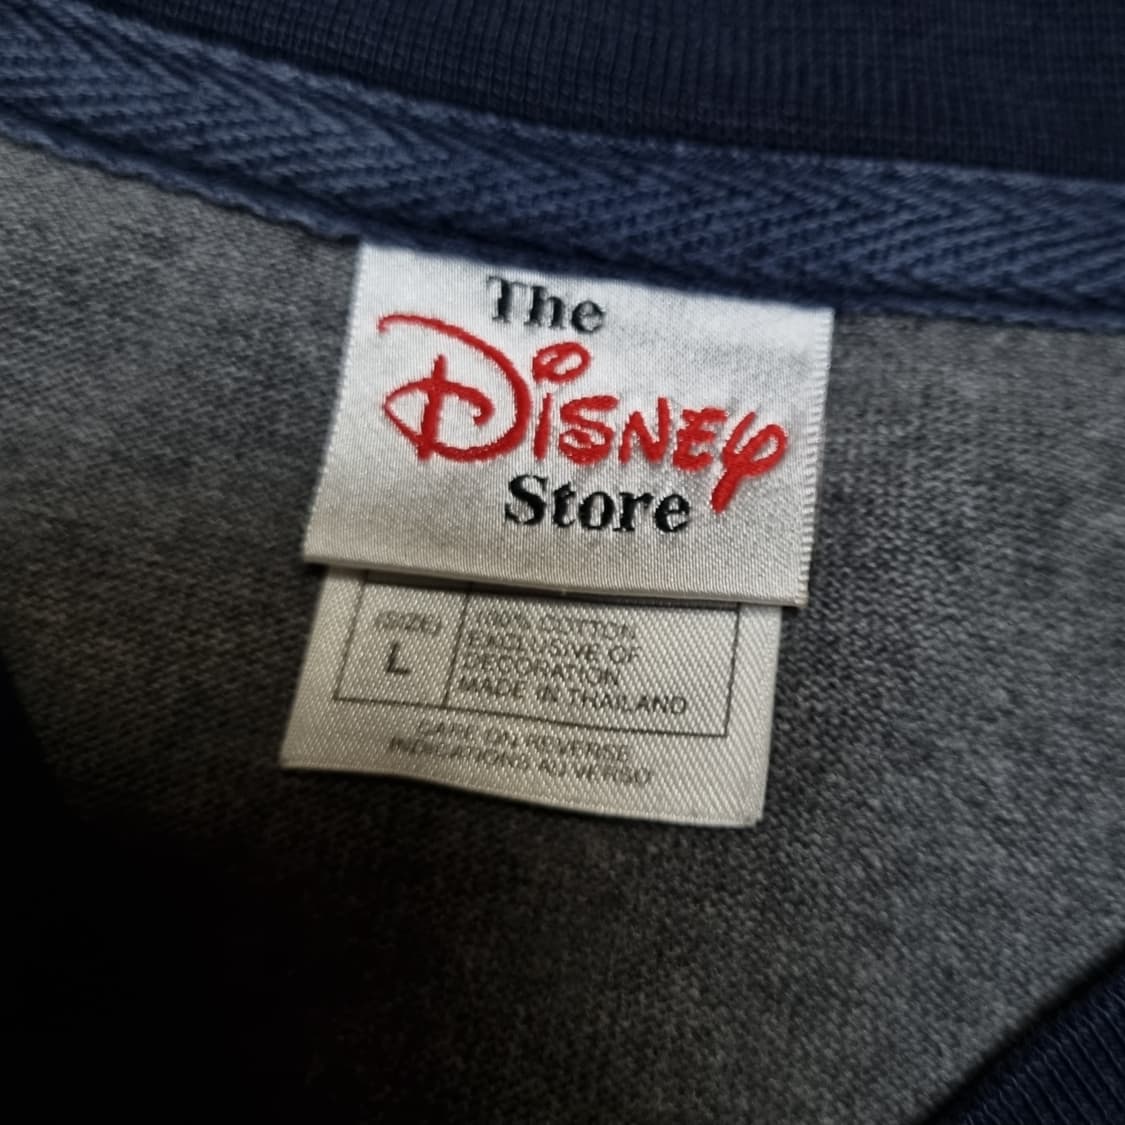 The
Disney
Store
(SIZE)
L
100% COTTON
EXCLUSIVE OF
DECORATION
MADE IN THAILAND
CARE ON REVERSE
INDICATIONS AU VERSO